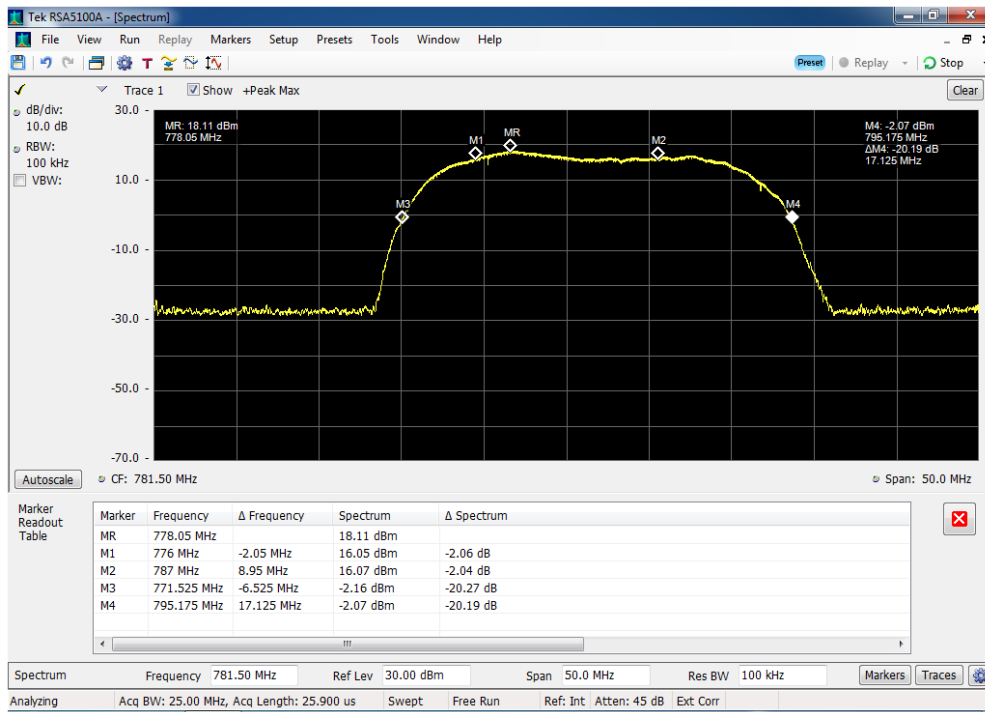 Tek RSA5100A - [Spectrum]
File View Run Replay Markers Setup Presets Tools Window Help
T Preset Replay Stop
Trace 1 Show +Peak Max Clear
dB/div:
10.0 dB
RBW:
100 kHz
VBW:
30.0
10.0
-10.0
-30.0
-50.0
-70.0
MR: 18.11 dBm
778.05 MHz
M1
MR
M2
M3
M4
M4: -2.07 dBm
795.175 MHz
ΔM4: -20.19 dB
17.125 MHz
Autoscale CF: 781.50 MHz Span: 50.0 MHz
Marker
Readout
Table
Marker Frequency Δ Frequency Spectrum Δ Spectrum
MR 778.05 MHz 18.11 dBm
M1 776 MHz -2.05 MHz 16.05 dBm -2.06 dB
M2 787 MHz 8.95 MHz 16.07 dBm -2.04 dB
M3 771.525 MHz -6.525 MHz -2.16 dBm -20.27 dB
M4 795.175 MHz 17.125 MHz -2.07 dBm -20.19 dB
Spectrum Frequency 781.50 MHz Ref Lev 30.00 dBm Span 50.0 MHz Res BW 100 kHz Markers Traces
Analyzing Acq BW: 25.00 MHz, Acq Length: 25.900 us Swept Free Run Ref: Int Atten: 45 dB Ext Corr